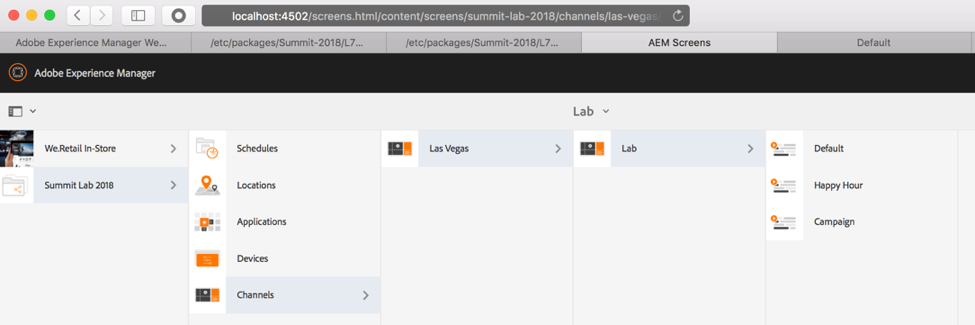 localhost:4502/screens.html/content/screens/summit-lab-2018/channels/las-vegas/
Adobe Experience Manager We...
/etc/packages/Summit-2018/L7...
/etc/packages/Summit-2018/L7...
AEM Screens
Default
Adobe Experience Manager
Lab
We.Retail In-Store
Summit Lab 2018
Schedules
Locations
Applications
Devices
Channels
Las Vegas
Lab
Default
Happy Hour
Campaign